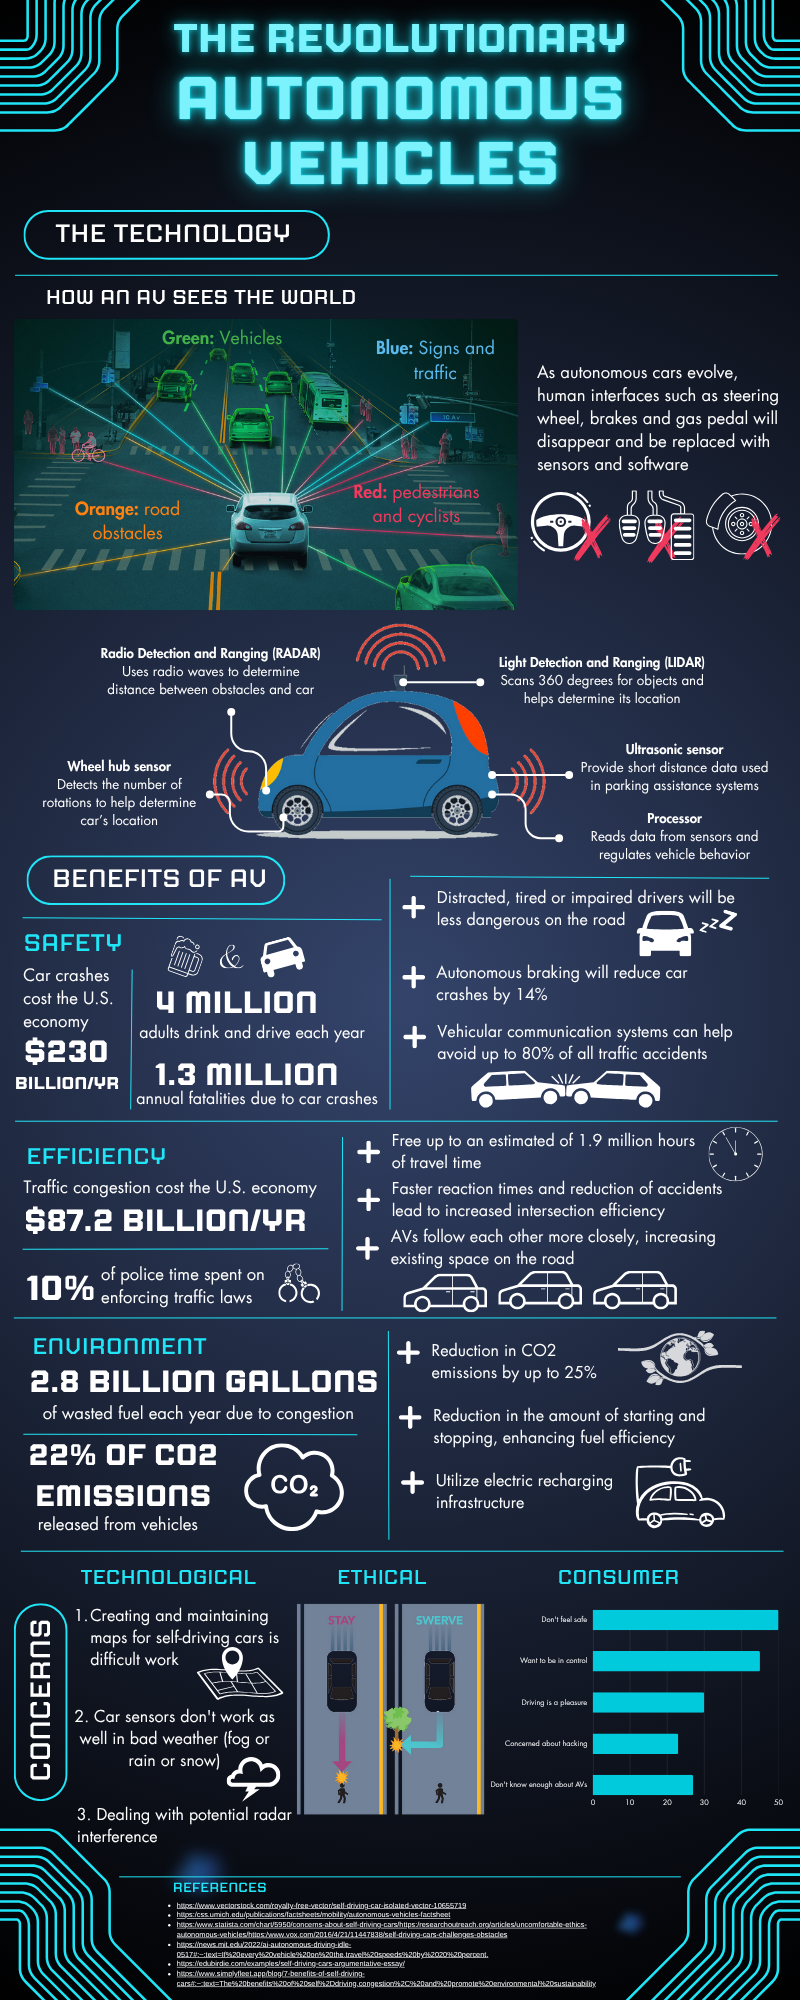 THE REVOLUTIONARY
AUTONOMOUS
VEHICLES
THE TECHNOLOGY
HOW AN AV SEES THE WORLD
Green: Vehicles
Blue: Signs and
traffic
10 Av
Orange: road
obstacles
Red: pedestrians
and cyclists
As autonomous cars evolve,
human interfaces such as steering
wheel, brakes and gas pedal will
disappear and be replaced with
sensors and software
Radio Detection and Ranging (RADAR)
Uses radio waves to determine
distance between obstacles and car
Light Detection and Ranging (LIDAR)
Scans 360 degrees for objects and
helps determine its location
Wheel hub sensor
Detects the number of
rotations to help determine
car's location
Ultrasonic sensor
Provide short distance data used
in parking assistance systems
Processor
Reads data from sensors and
regulates vehicle behavior
BENEFITS OF AV
SAFETY
Car crashes
cost the U.S.
economy
$230
BILLION/YR
&
4 MILLION
adults drink and drive each year
1.3 MILLION
annual fatalities due to car crashes
+ Distracted, tired or impaired drivers will be
less dangerous on the road
zzZ
+ Autonomous braking will reduce car
crashes by 14%
+ Vehicular communication systems can help
avoid up to 80% of all traffic accidents
EFFICIENCY
Traffic congestion cost the U.S. economy
$87.2 BILLION/YR
10% of police time spent on
enforcing traffic laws
+ Free up to an estimated of 1.9 million hours
of travel time
+ Faster reaction times and reduction of accidents
lead to increased intersection efficiency
+ AVs follow each other more closely, increasing
existing space on the road
ENVIRONMENT
2.8 BILLION GALLONS
of wasted fuel each year due to congestion
22% OF CO2
EMISSIONS
released from vehicles
CO₂
+ Reduction in CO2
emissions by up to 25%
+ Reduction in the amount of starting and
stopping, enhancing fuel efficiency
+ Utilize electric recharging
infrastructure
CONCERNS
TECHNOLOGICAL
1. Creating and maintaining
maps for self-driving cars is
difficult work
2. Car sensors don't work as
well in bad weather (fog or
rain or snow)
3. Dealing with potential radar
interference
ETHICAL
STAY
SWERVE
CONSUMER
Don't feel safe
Want to be in control
Driving is a pleasure
Concerned about hacking
Don't know enough about AVs
0 10 20 30 40 50
REFERENCES
https://www.vectorstock.com/royalty-free-vector/self-driving-car-isolated-vector-10655719
https://css.umich.edu/publications/factsheets/mobility/autonomous-vehicles-factsheet
https://www.statista.com/chart/5950/concerns-about-self-driving-cars/https:/researchoutreach.org/articles/uncomfortable-ethics-
autonomous-vehicles/https:/www.vox.com/2016/4/21/11447838/self-driving-cars-challenges-obstacles
https://news.mit.edu/2022/ai-autonomous-driving-idle-
0517#:~:text=If%20every%20vehicle%20on%20the,travel%20speeds%20by%2020%20percent.
https://edubirdie.com/examples/self-driving-cars-argumentative-essay/
https://www.simplyfleet.app/blog/7-benefits-of-self-driving-
cars/#:~:text=The%20benefits%20of%20self%2Ddriving,congestion%2C%20and%20promote%20environmental%20sustainability